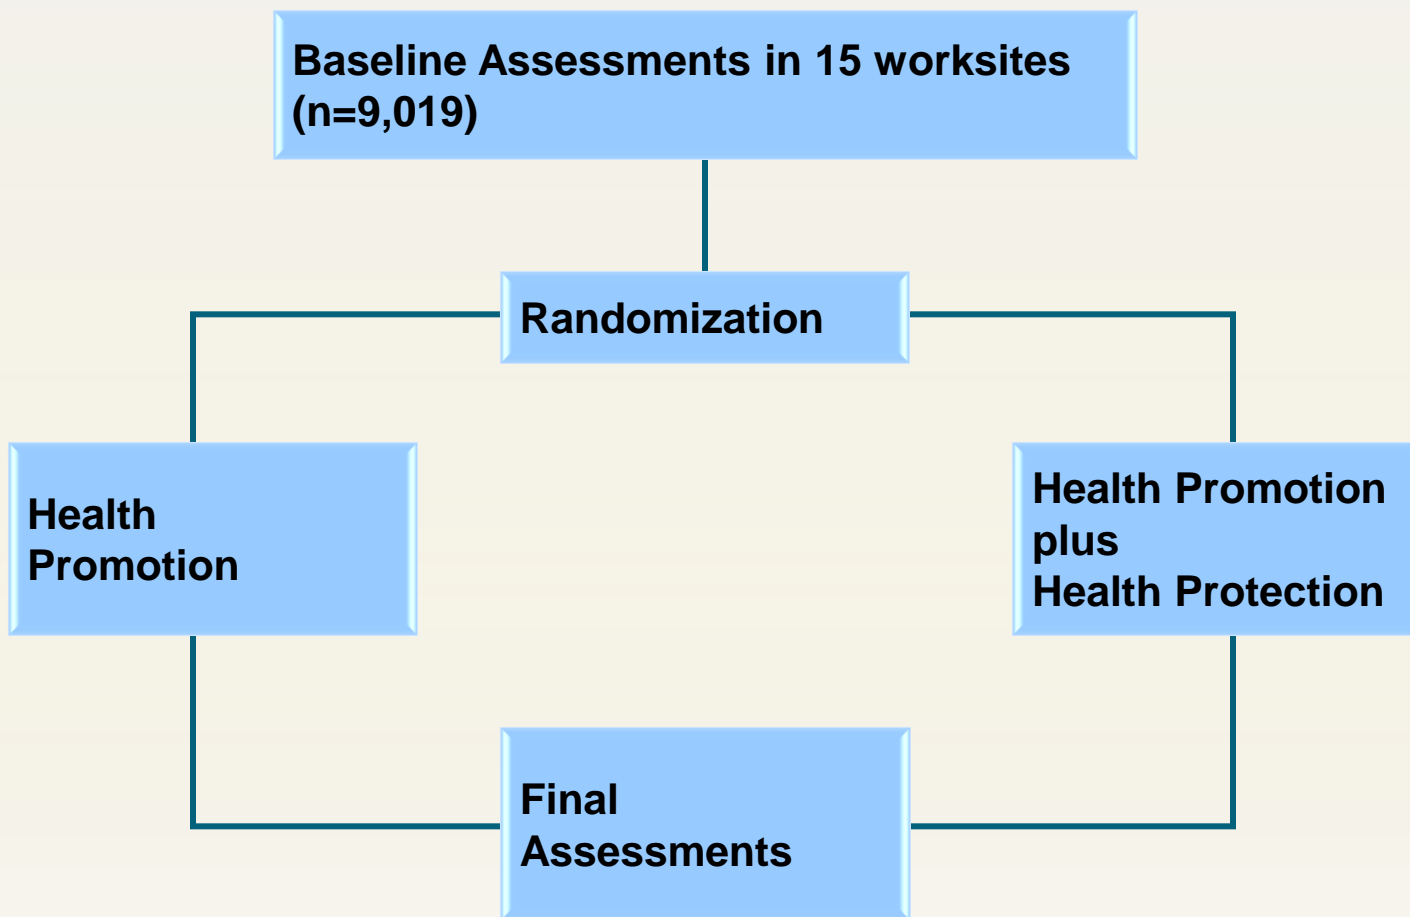 Baseline Assessments in 15 worksites
(n=9,019)
Randomization
Health
Promotion
Health Promotion
plus
Health Protection
Final
Assessments